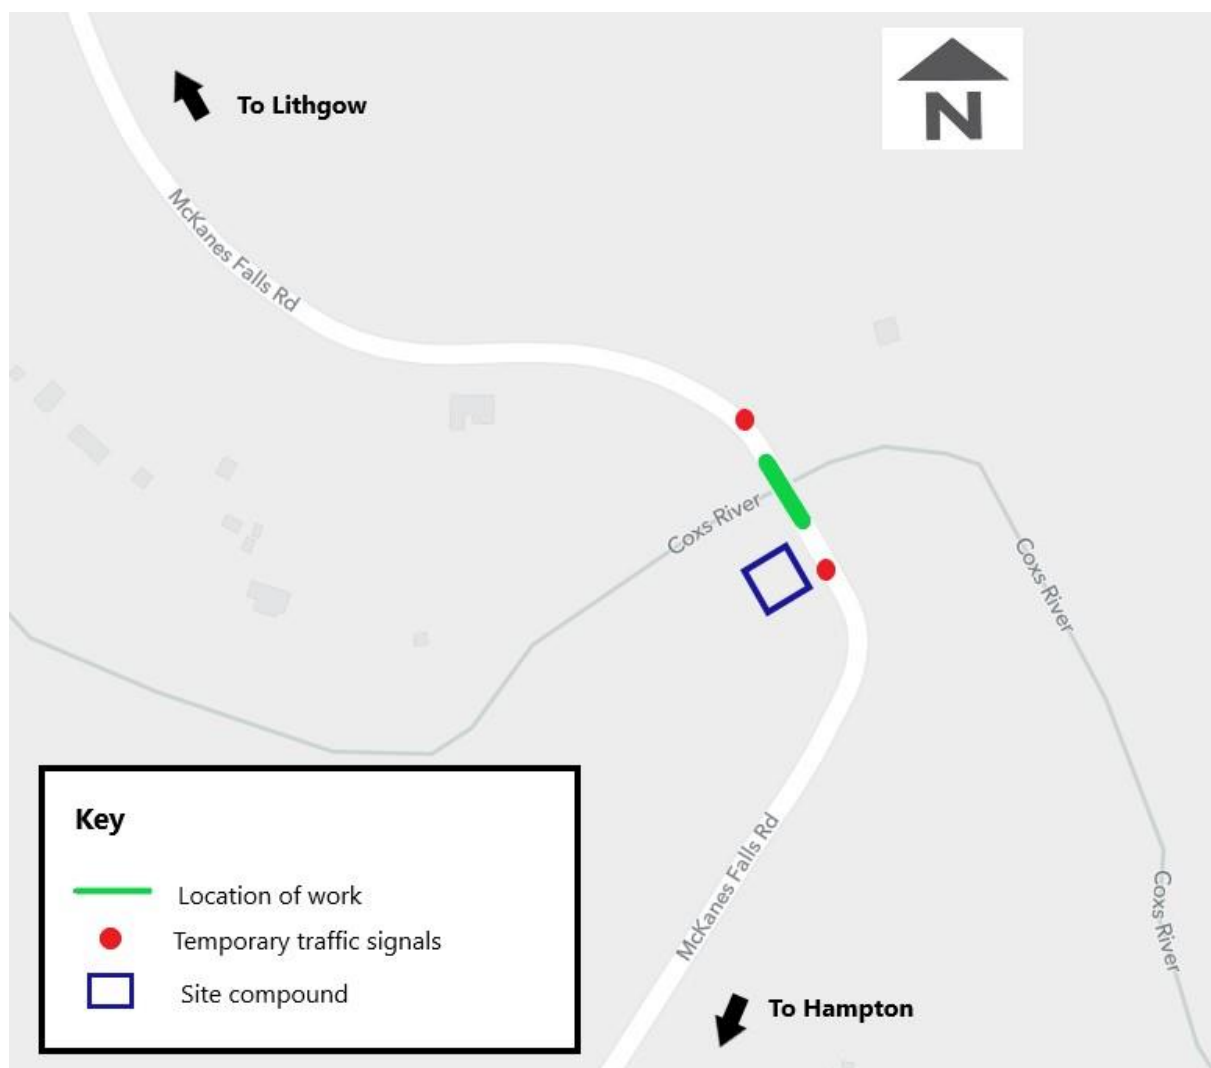 To Lithgow
N
McKanes Falls Rd
Coxs River
Coxs River
McKanes Falls Rd
Coxs River
Key
Location of work
Temporary traffic signals
Site compound
To Hampton